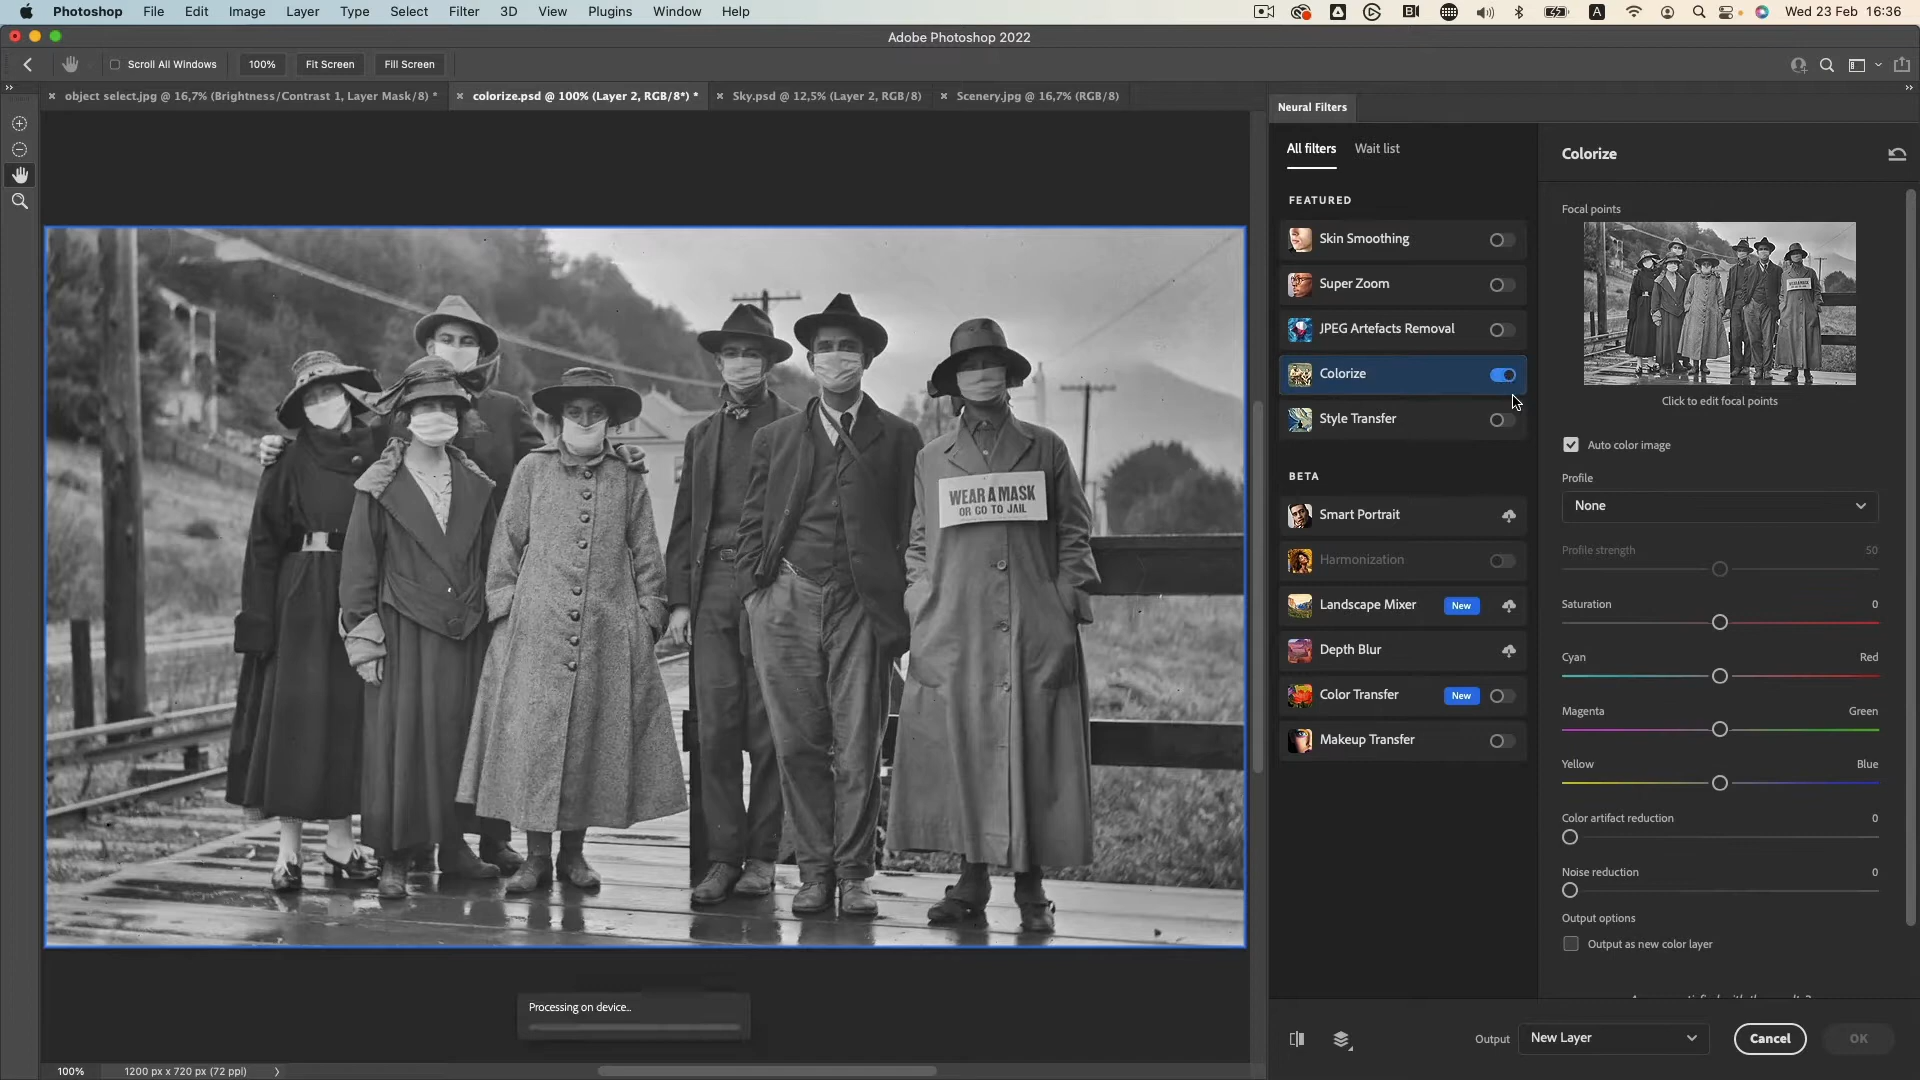 Photoshop File Edit Image Layer Type Select Filter 3D View Plugins Window Help A Wed 23 Feb 16:36
Adobe Photoshop 2022
Scroll All Windows 100% Fit Screen Fill Screen
object select.jpg @ 16,7% (Brightness/Contrast 1, Layer Mask/8) * colorize.psd @ 100% (Layer 2, RGB/8*) * Sky.psd @ 12,5% (Layer 2, RGB/8) Scenery.jpg @ 16,7% (RGB/8)
WEAR A MASK
OR GO TO JAIL
Processing on device...
100% 1200 px x 720 px (72 ppi)
Neural Filters
All filters Wait list
FEATURED
Skin Smoothing
Super Zoom
JPEG Artefacts Removal
Colorize
Style Transfer
BETA
Smart Portrait
Harmonization
Landscape Mixer New
Depth Blur
Color Transfer New
Makeup Transfer
Colorize
Focal points
WEAR A MASK
Click to edit focal points
Auto color image
Profile
None
Profile strength 50
Saturation 0
Cyan Red
Magenta Green
Yellow Blue
Color artifact reduction 0
Noise reduction 0
Output options
Output as new color layer
Output New Layer Cancel OK